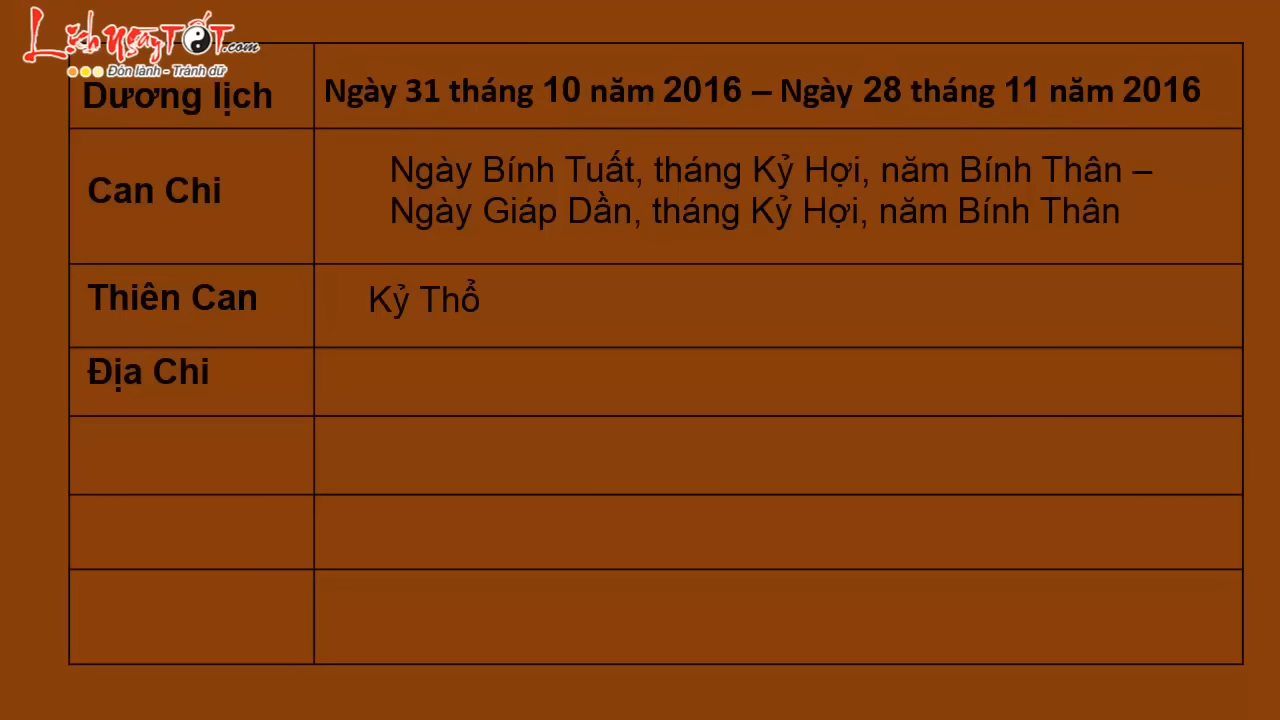 Lịch Ngày TỐT.com
Đón lành - Tránh dữ
Dương lịch
Ngày 31 tháng 10 năm 2016 – Ngày 28 tháng 11 năm 2016
Can Chi
Ngày Bính Tuất, tháng Kỷ Hợi, năm Bính Thân –
Ngày Giáp Dần, tháng Kỷ Hợi, năm Bính Thân
Thiên Can
Kỷ Thổ
Địa Chi